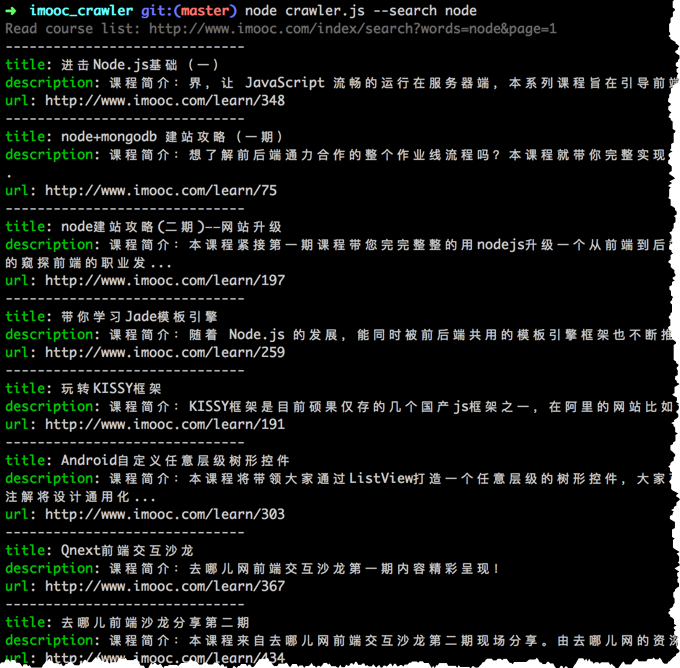 ➜ imooc_crawler git:(master) node crawler.js --search node
Read course list: http://www.imooc.com/index/search?words=node&page=1
------------------------------
title: 进击Node.js基础（一）
description: 课程简介：界，让 JavaScript 流畅的运行在服务器端，本系列课程旨在引导前端
url: http://www.imooc.com/learn/348
------------------------------
title: node+mongodb 建站攻略（一期）
description: 课程简介：想了解前后端通力合作的整个作业线流程吗？本课程就带你完整实现
.
url: http://www.imooc.com/learn/75
------------------------------
title: node建站攻略(二期)--网站升级
description: 课程简介：本课程紧接第一期课程带您完完整整的用nodejs升级一个从前端到后
的窥探前端的职业发...
url: http://www.imooc.com/learn/197
------------------------------
title: 带你学习Jade模板引擎
description: 课程简介：随着 Node.js 的发展，能同时被前后端共用的模板引擎框架也不断推
url: http://www.imooc.com/learn/259
------------------------------
title: 玩转KISSY框架
description: 课程简介：KISSY框架是目前硕果仅存的几个国产js框架之一，在阿里的网站比如
url: http://www.imooc.com/learn/191
------------------------------
title: Android自定义任意层级树形控件
description: 课程简介：本课程将带领大家通过ListView打造一个任意层级的树形控件，大家
注解将设计通用化...
url: http://www.imooc.com/learn/303
------------------------------
title: Qnext前端交互沙龙
description: 课程简介：去哪儿网前端交互沙龙第一期内容精彩呈现！
url: http://www.imooc.com/learn/367
------------------------------
title: 去哪儿前端沙龙分享第二期
description: 课程简介：本课程来自去哪儿网前端交互沙龙第二期现场分享。由去哪儿网的资深
url: http://www.imooc.com/learn/434